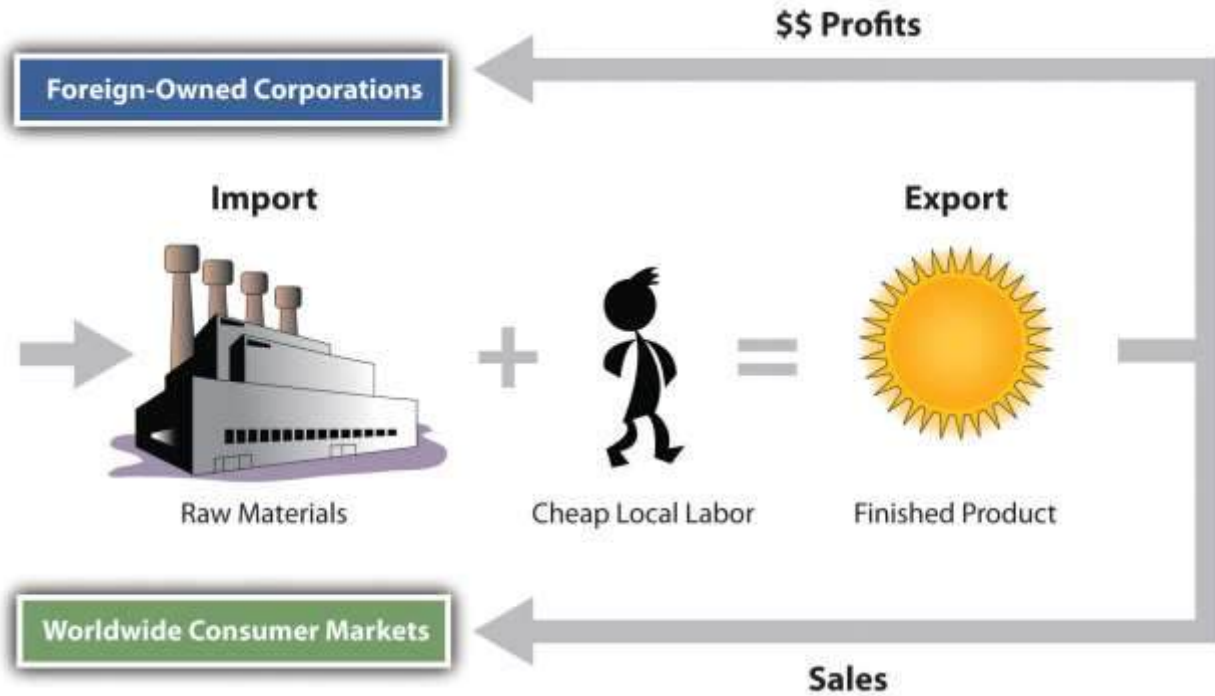 $$ Profits
Foreign-Owned Corporations
Import
Export
Raw Materials
Cheap Local Labor
Finished Product
Worldwide Consumer Markets
Sales